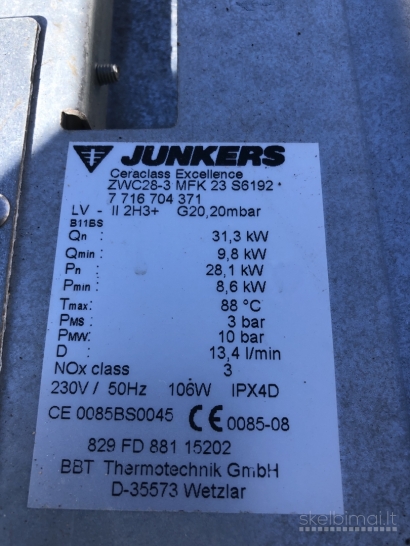 JUNKERS
Ceraclass Excellence
ZWC28-3 MFK 23 S6192 *
7 716 704 371
LV - II 2H3+ G20,20mbar
B11BS
Qn : 31,3 kW
Qmin : 9,8 kW
Pn : 28,1 kW
Pmin : 8,6 kW
Tmax: 88 °C
PMS : 3 bar
PMW: 10 bar
D : 13,4 l/min
NOx class 3
230V / 50Hz 106W IPX4D
CE 0085BS0045 CE 0085-08
829 FD 881 15202
BBT Thermotechnik GmbH
D-35573 Wetzlar
skelbimai.lt